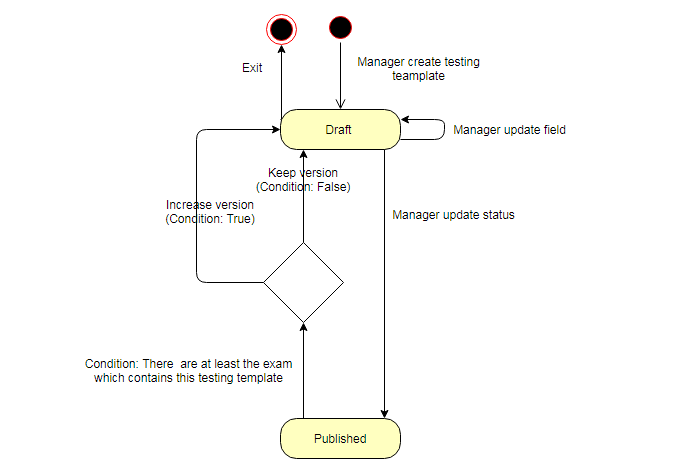 Exit
Manager create testing
teamplate
Draft
Manager update field
Keep version
(Condition: False)
Increase version
(Condition: True)
Manager update status
Condition: There  are at least the exam
which contains this testing template
Published